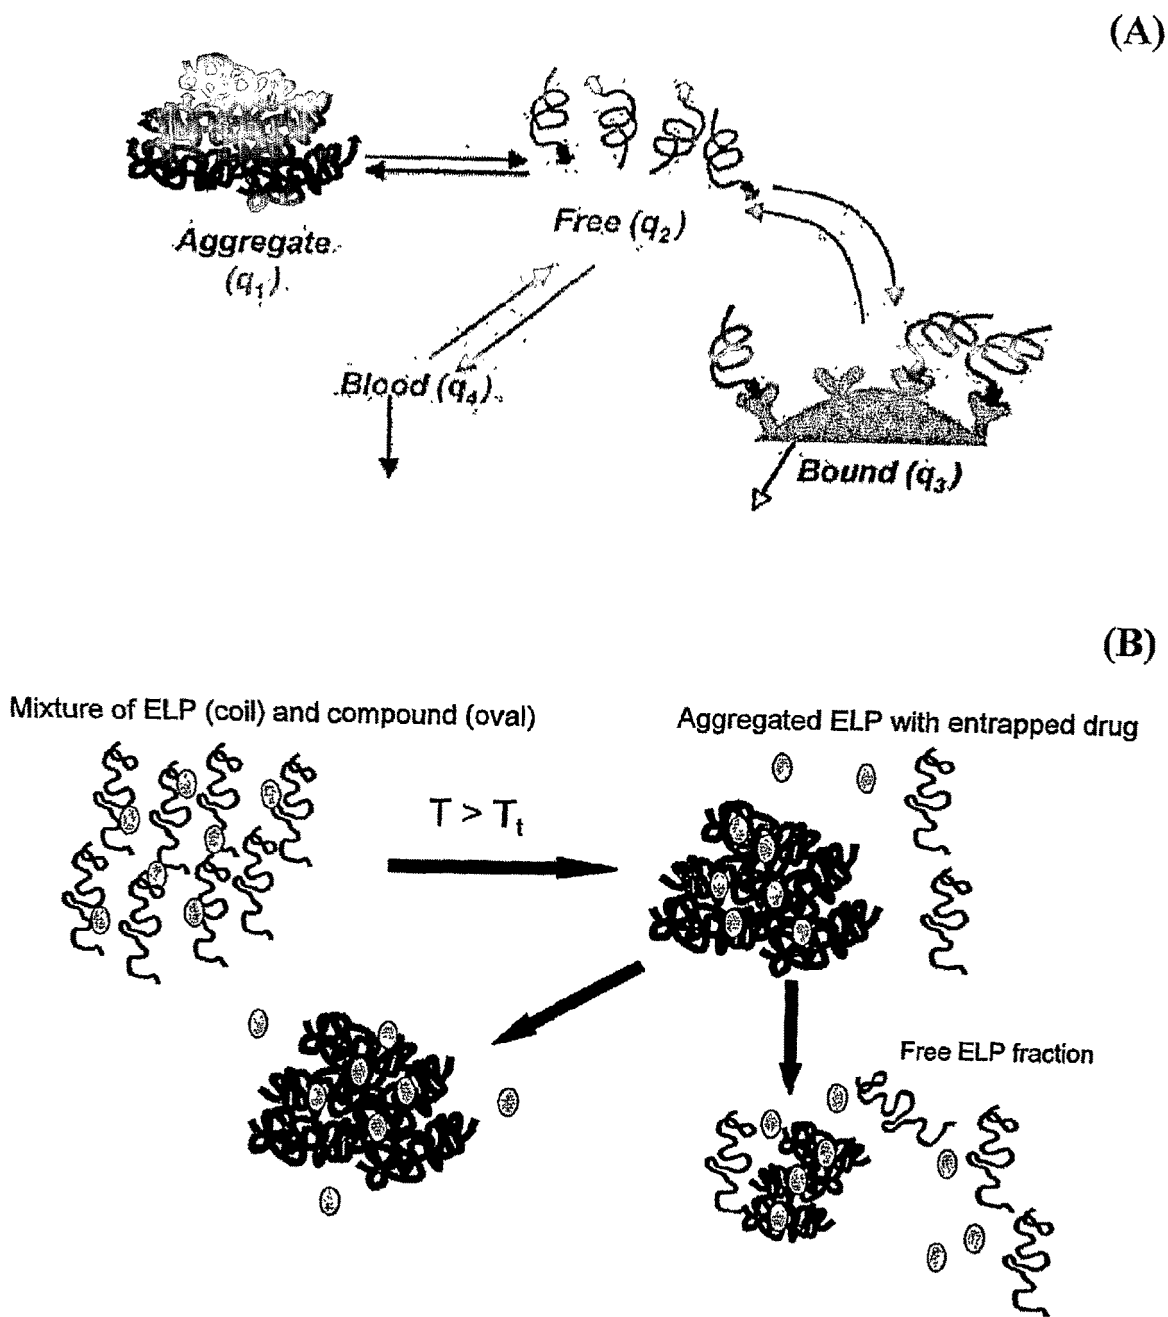 (A)
Aggregate
(q₁)
Free (q₂)
Blood (q₄)
Bound (q₃)
(B)
Mixture of ELP (coil) and compound (oval)
Aggregated ELP with entrapped drug
T > Tₜ
Free ELP fraction